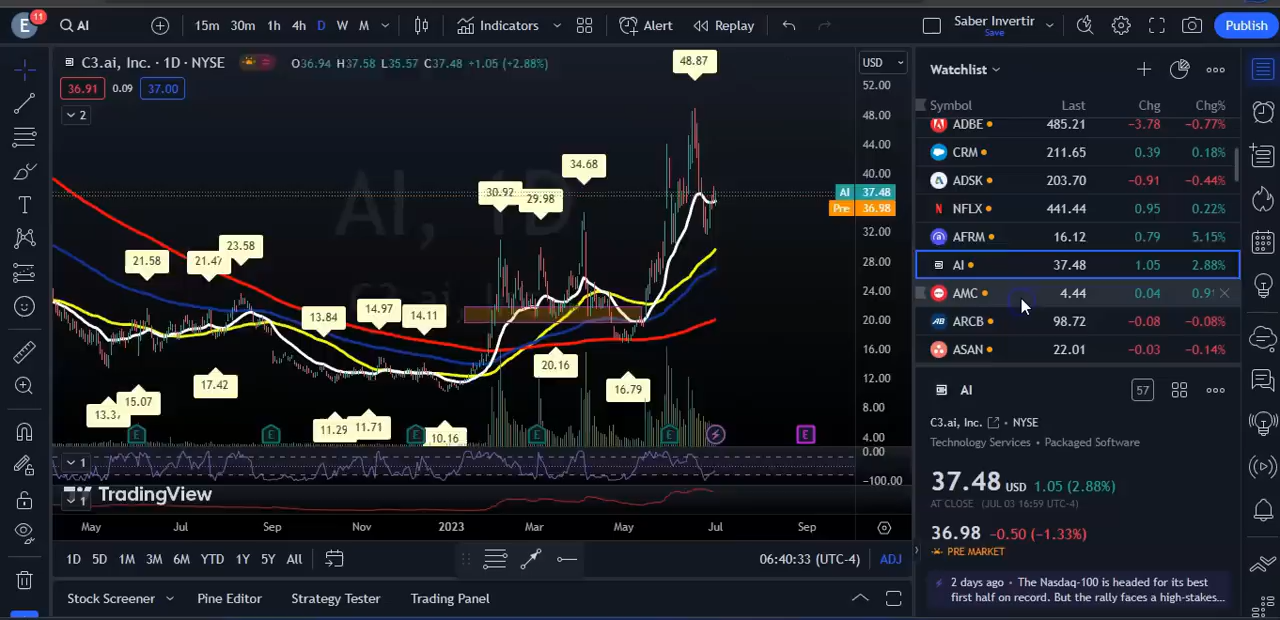 E 11 AI 15m 30m 1h 4h D W M Indicators Alert Replay Saber Invertir Save Publish
C3.ai, Inc. · 1D · NYSE O36.94 H37.58 L35.57 C37.48 +1.05 (+2.88%)
36.91 0.09 37.00
2
USD
52.00
48.00
44.00
40.00
32.00
28.00
24.00
20.00
16.00
12.00
8.00
4.00
0.00
−100.00
AI 37.48
Pre 36.98
AI, 1D
48.87
34.68
30.92
29.98
23.58
21.58
21.47
14.97
13.84
14.11
20.16
16.79
17.42
15.07
11.29
11.71
10.16
E E E E E E
1
1
TradingView
May Jul Sep Nov 2023 Mar May Jul Sep
1D 5D 1M 3M 6M YTD 1Y 5Y All 06:40:33 (UTC-4) ADJ
Stock Screener Pine Editor Strategy Tester Trading Panel
Watchlist
Symbol Last Chg Chg%
ADBE 485.21 −3.78 −0.77%
CRM 211.65 0.39 0.18%
ADSK 203.70 −0.91 −0.44%
NFLX 441.44 0.95 0.22%
AFRM 16.12 0.79 5.15%
AI 37.48 1.05 2.88%
AMC 4.44 0.04
ARCB 98.72 −0.08 −0.08%
ASAN 22.01 −0.03 −0.14%
AI 57
C3.ai, Inc. • NYSE
Technology Services • Packaged Software
37.48 USD 1.05 (2.88%)
AT CLOSE (JUL 03 16:59 UTC-4)
36.98 −0.50 (−1.33%)
PRE MARKET
2 days ago • The Nasdaq-100 is headed for its best
first half on record. But the rally faces a high-stakes...